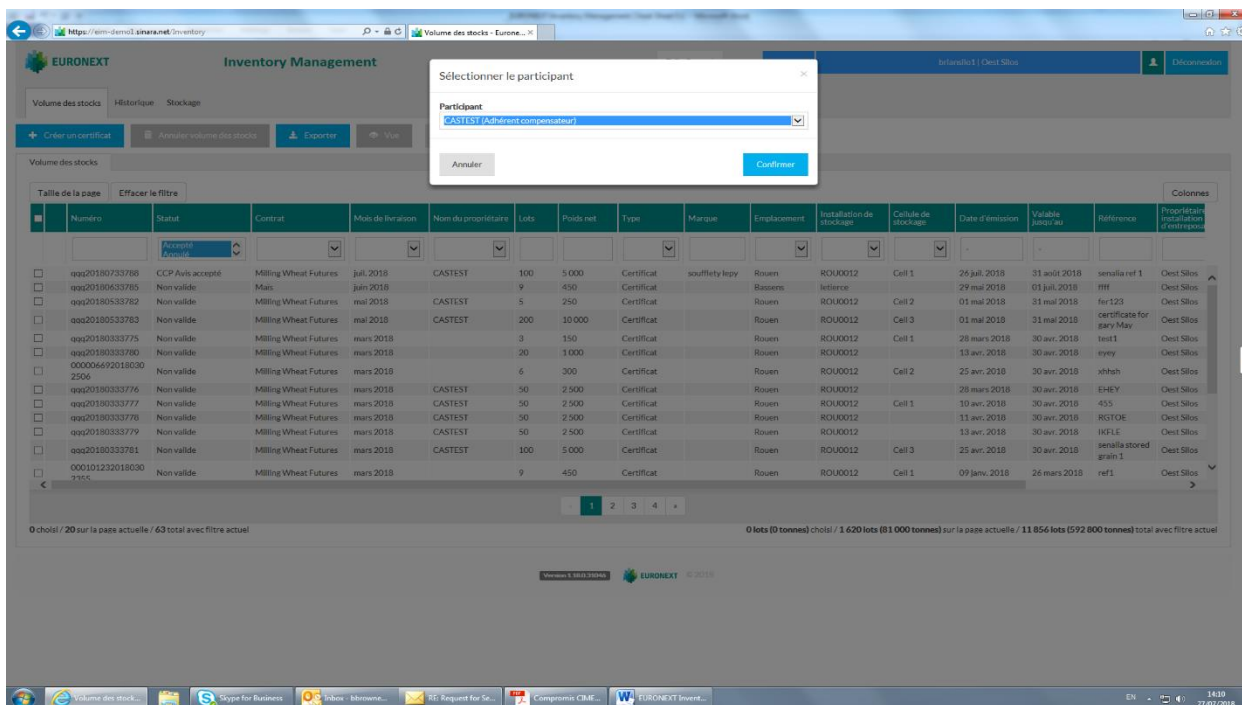 https://eim-demo1.sinara.net/Inventory
Volume des stocks - Eurone...
EURONEXT
Inventory Management
brianslio1 | Oest Silos
Déconnexion
Volume des stocks Historique Stockage
Sélectionner le participant
Participant
CASTEST (Adhérent compensateur)
Annuler Confirmer
Créer un certificat Annuler volume des stocks Exporter Vue
Volume des stocks
Taille de la page Effacer le filtre Colonnes
Numéro Statut Contrat Mois de livraison Nom du propriétaire Lots Poids net Type Marque Emplacement Installation de stockage Cellule de stockage Date d'émission Valable jusqu'au Référence Propriétaire installation d'entreposa
Accepté
Annulé
qqq20180733788 CCP Avis accepté Milling Wheat Futures juil. 2018 CASTEST 100 5 000 Certificat soufflety lepy Rouen ROU0012 Cell 1 26 juil. 2018 31 août 2018 senalia ref 1 Oest Silos
qqq20180633785 Non valide Maïs juin 2018 9 450 Certificat Bassens letierce 29 mai 2018 01 juil. 2018 ffff Oest Silos
qqq20180533782 Non valide Milling Wheat Futures mai 2018 CASTEST 5 250 Certificat Rouen ROU0012 Cell 2 01 mai 2018 31 mai 2018 fer123 Oest Silos
qqq20180533783 Non valide Milling Wheat Futures mai 2018 CASTEST 200 10 000 Certificat Rouen ROU0012 Cell 3 01 mai 2018 31 mai 2018 certificate for gary May Oest Silos
qqq20180333775 Non valide Milling Wheat Futures mars 2018 3 150 Certificat Rouen ROU0012 Cell 1 28 mars 2018 30 avr. 2018 test1 Oest Silos
qqq20180333780 Non valide Milling Wheat Futures mars 2018 20 1 000 Certificat Rouen ROU0012 13 avr. 2018 30 avr. 2018 eyey Oest Silos
000006692018030 2506 Non valide Milling Wheat Futures mars 2018 6 300 Certificat Rouen ROU0012 Cell 2 25 avr. 2018 30 avr. 2018 xhhsh Oest Silos
qqq20180333776 Non valide Milling Wheat Futures mars 2018 CASTEST 50 2 500 Certificat Rouen ROU0012 28 mars 2018 30 avr. 2018 EHEY Oest Silos
qqq20180333777 Non valide Milling Wheat Futures mars 2018 CASTEST 50 2 500 Certificat Rouen ROU0012 Cell 1 10 avr. 2018 30 avr. 2018 455 Oest Silos
qqq20180333778 Non valide Milling Wheat Futures mars 2018 CASTEST 50 2 500 Certificat Rouen ROU0012 11 avr. 2018 30 avr. 2018 RGTOE Oest Silos
qqq20180333779 Non valide Milling Wheat Futures mars 2018 CASTEST 50 2 500 Certificat Rouen ROU0012 13 avr. 2018 30 avr. 2018 IKFLE Oest Silos
qqq20180333781 Non valide Milling Wheat Futures mars 2018 CASTEST 100 5 000 Certificat Rouen ROU0012 Cell 3 25 avr. 2018 30 avr. 2018 senalia stored grain 1 Oest Silos
000101232018030 2355 Non valide Milling Wheat Futures mars 2018 9 450 Certificat Rouen ROU0012 Cell 1 09 janv. 2018 26 mars 2018 ref1 Oest Silos
1 2 3 4 »
0 choisi / 20 sur la page actuelle / 63 total avec filtre actuel
0 lots (0 tonnes) choisi / 1 620 lots (81 000 tonnes) sur la page actuelle / 11 856 lots (592 800 tonnes) total avec filtre actuel
EURONEXT © 2018
Volume des stock... Skype for Business Inbox - bbrowne... RE: Request for Se... Compromis CIME... EURONEXT Invent... EN 14:10
27/07/2018